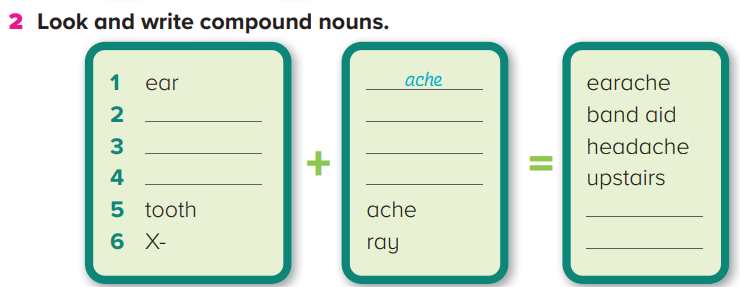 2 Look and write compound nouns.
1 ear + ache = earache
2 band aid
3 headache
4 upstairs
5 tooth ache
6 X- ray